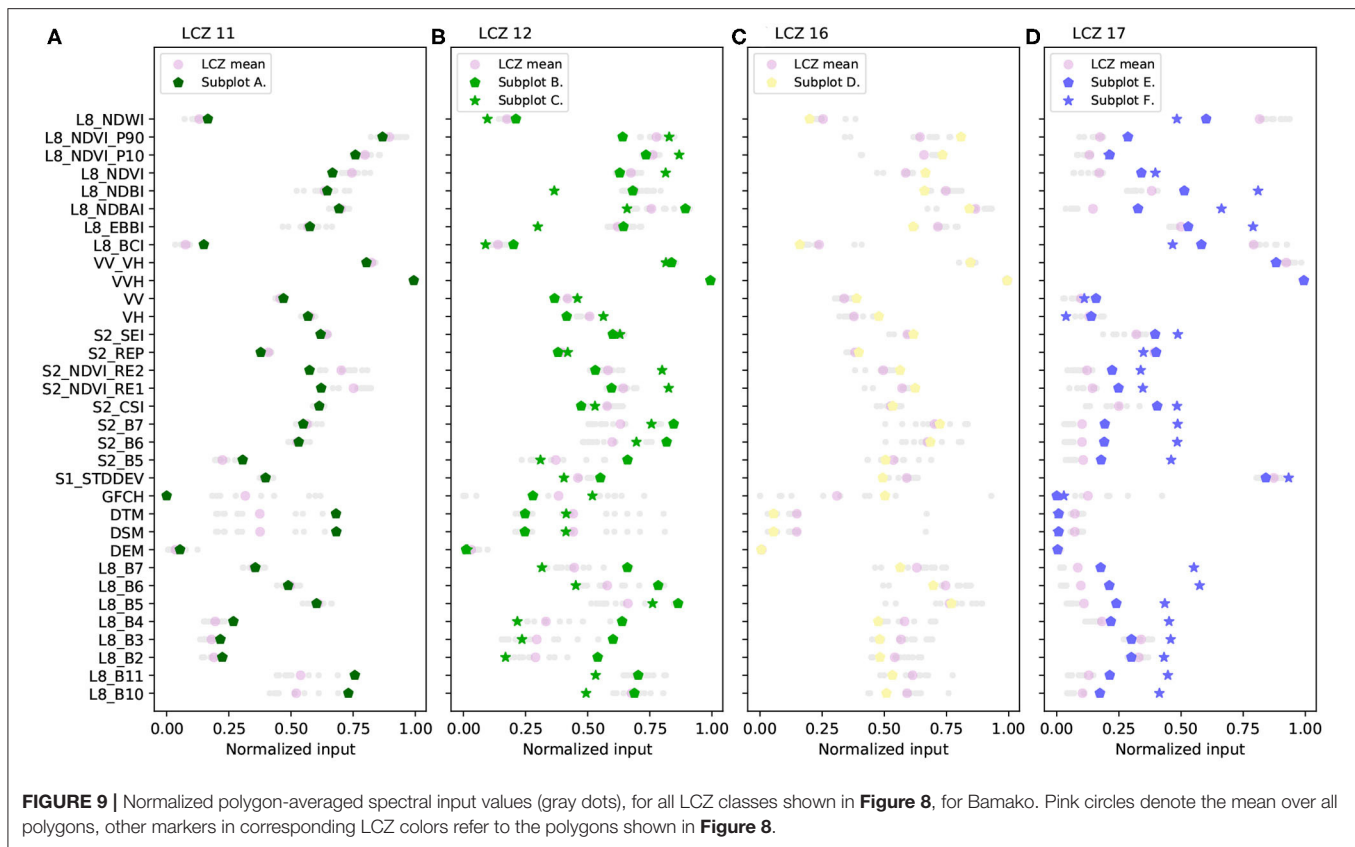 A LCZ 11 B LCZ 12 C LCZ 16 D LCZ 17
LCZ mean
Subplot A.
LCZ mean
Subplot B.
Subplot C.
LCZ mean
Subplot D.
LCZ mean
Subplot E.
Subplot F.
L8_NDWI
L8_NDVI_P90
L8_NDVI_P10
L8_NDVI
L8_NDBI
L8_NDBAI
L8_EBBI
L8_BCI
VV_VH
VVH
VV
VH
S2_SEI
S2_REP
S2_NDVI_RE2
S2_NDVI_RE1
S2_CSI
S2_B7
S2_B6
S2_B5
S1_STDDEV
GFCH
DTM
DSM
DEM
L8_B7
L8_B6
L8_B5
L8_B4
L8_B3
L8_B2
L8_B11
L8_B10
0.00 0.25 0.50 0.75 1.00 0.00 0.25 0.50 0.75 1.00 0.00 0.25 0.50 0.75 1.00 0.00 0.25 0.50 0.75 1.00
Normalized input Normalized input Normalized input Normalized input
FIGURE 9 | Normalized polygon-averaged spectral input values (gray dots), for all LCZ classes shown in Figure 8, for Bamako. Pink circles denote the mean over all
polygons, other markers in corresponding LCZ colors refer to the polygons shown in Figure 8.